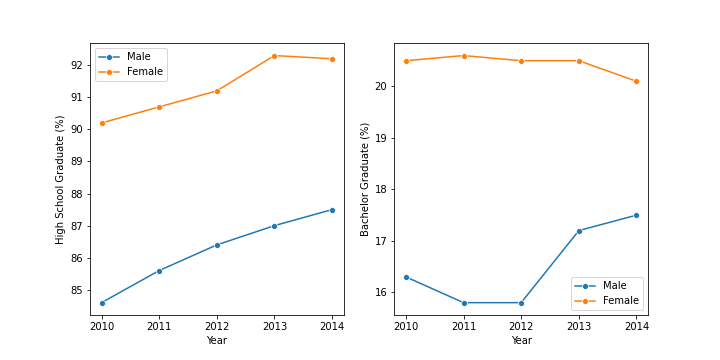 Male
Female
92
91
90
89
88
87
86
85
High School Graduate (%)
2010 2011 2012 2013 2014
Year
20
19
18
17
16
Bachelor Graduate (%)
Male
Female
2010 2011 2012 2013 2014
Year